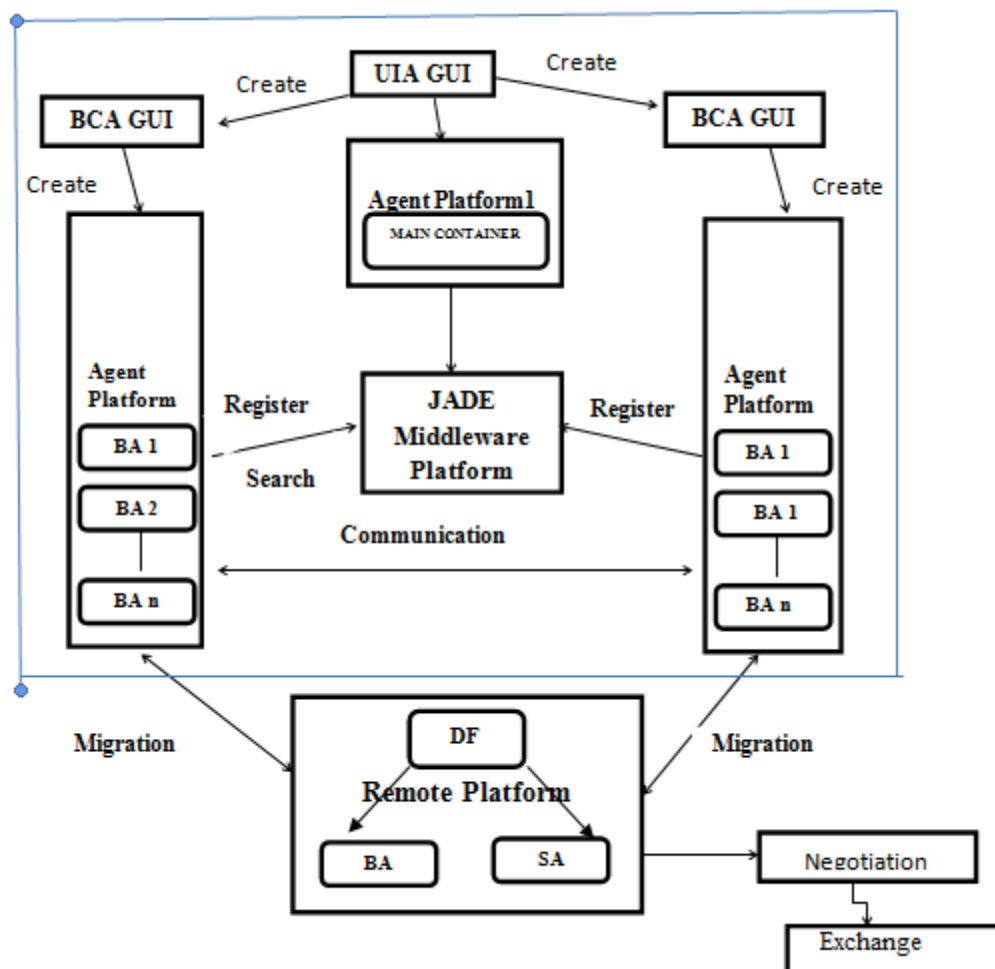 UIA GUI
Create
Create
BCA GUI
BCA GUI
Create
Create
Agent Platform1
MAIN CONTAINER
Agent
Platform
Register
JADE
Middleware
Platform
Register
Agent
Platform
BA 1
BA 1
Search
BA 2
BA 1
Communication
BA n
BA n
Migration
DF
Migration
Remote Platform
BA
SA
Negotiation
Exchange